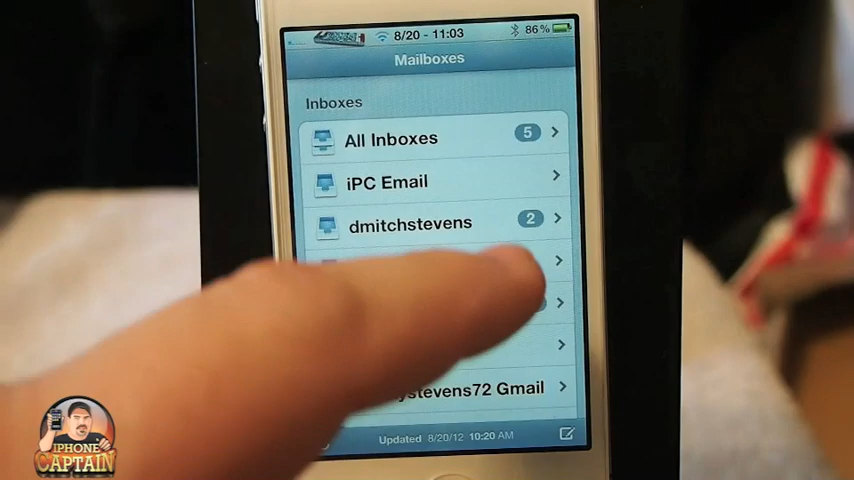 8/20 - 11:03
86%
Mailboxes
Inboxes
All Inboxes
5
iPC Email
dmitchstevens
2
ystevens72 Gmail
Updated 8/20/12 10:20 AM
IPHONE
CAPTAIN